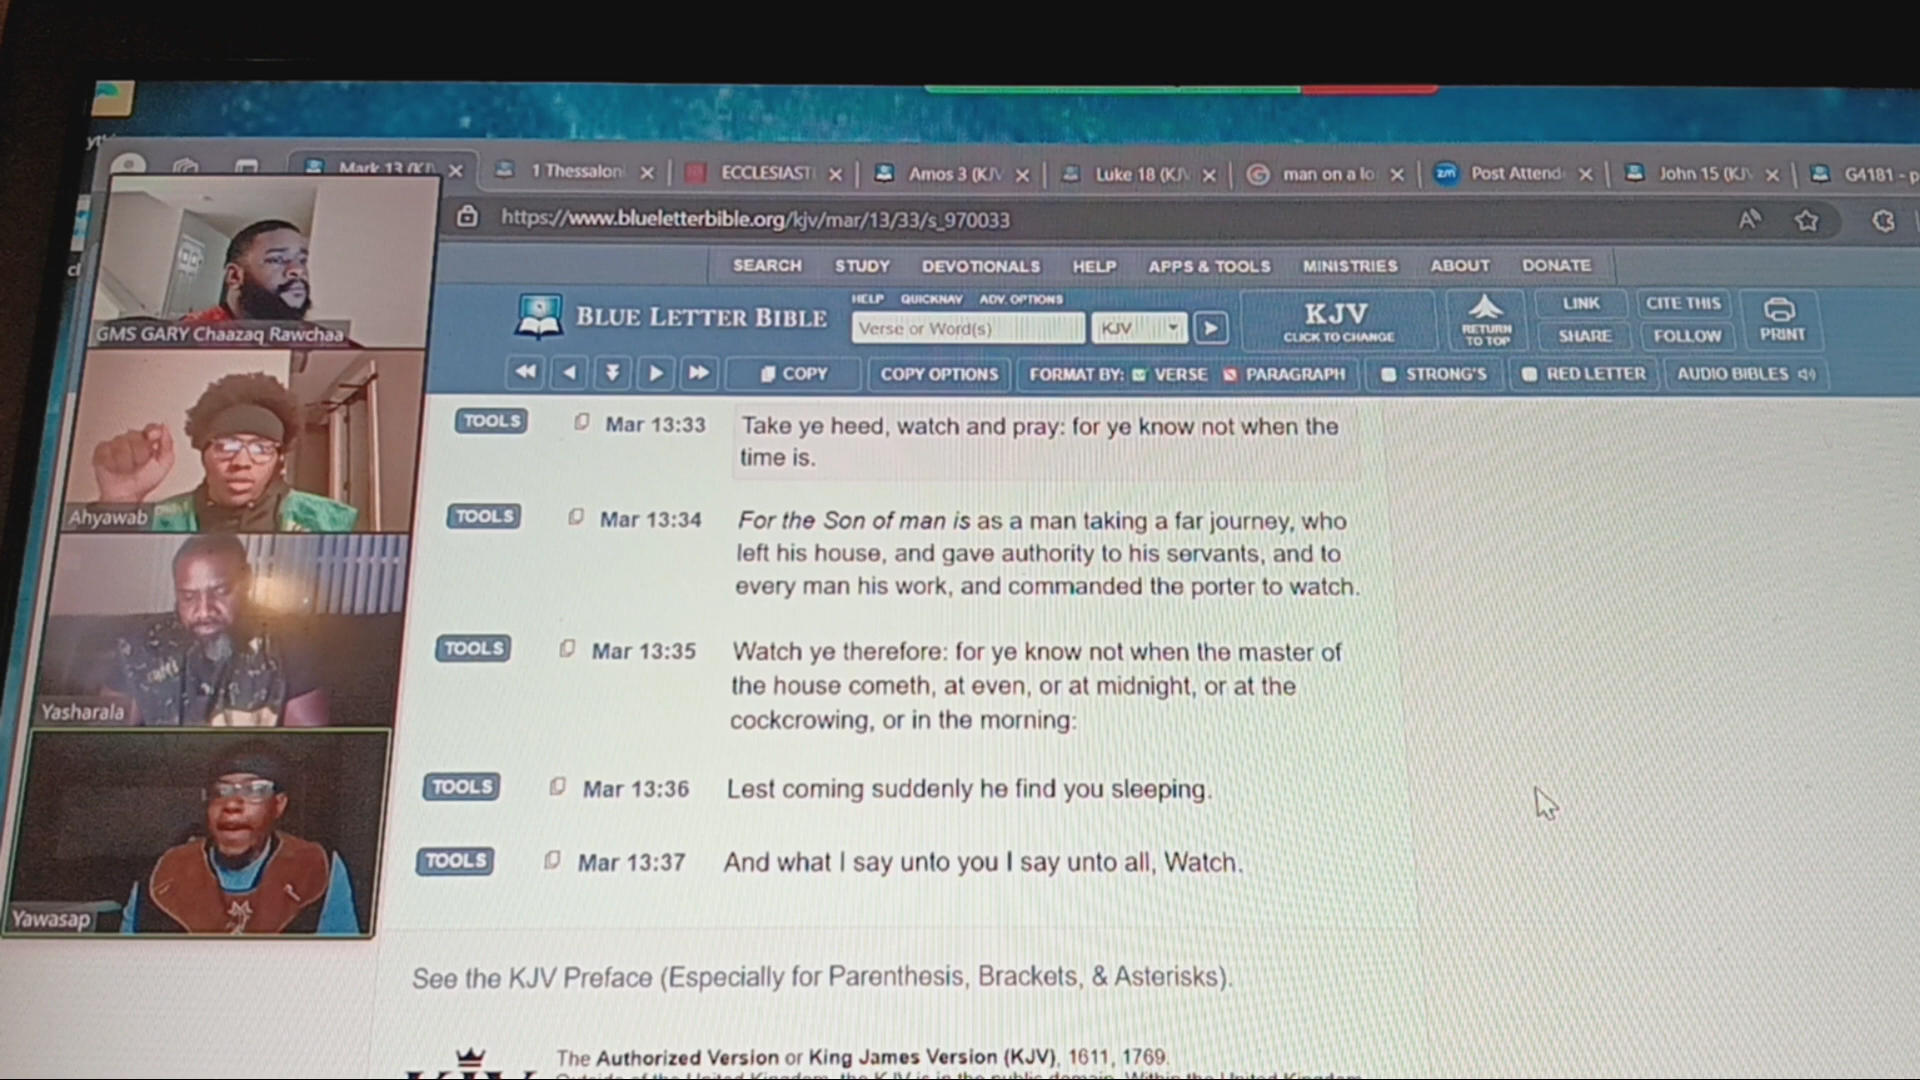 Mark 13 (KJV
1 Thessaloni
ECCLESIAST
Amos 3 (KJV
Luke 18 (KJV
man on a lo
zm
Post Attend
John 15 (KJV
G4181 - p
https://www.blueletterbible.org/kjv/mar/13/33/s_970033
SEARCH STUDY DEVOTIONALS HELP APPS & TOOLS MINISTRIES ABOUT DONATE
HELP QUICKNAV ADV. OPTIONS
BLUE LETTER BIBLE
Verse or Word(s)
KJV
KJV
CLICK TO CHANGE
RETURN
TO TOP
LINK
CITE THIS
SHARE
FOLLOW
PRINT
COPY
COPY OPTIONS
FORMAT BY: VERSE PARAGRAPH
STRONG'S
RED LETTER
AUDIO BIBLES
GMS GARY Chaazaq Rawchaa
Ahyawab
Yasharala
Yawasap
TOOLS Mar 13:33 Take ye heed, watch and pray: for ye know not when the
time is.
TOOLS Mar 13:34 For the Son of man is as a man taking a far journey, who
left his house, and gave authority to his servants, and to
every man his work, and commanded the porter to watch.
TOOLS Mar 13:35 Watch ye therefore: for ye know not when the master of
the house cometh, at even, or at midnight, or at the
cockcrowing, or in the morning:
TOOLS Mar 13:36 Lest coming suddenly he find you sleeping.
TOOLS Mar 13:37 And what I say unto you I say unto all, Watch.
See the KJV Preface (Especially for Parenthesis, Brackets, & Asterisks).
The Authorized Version or King James Version (KJV), 1611, 1769.